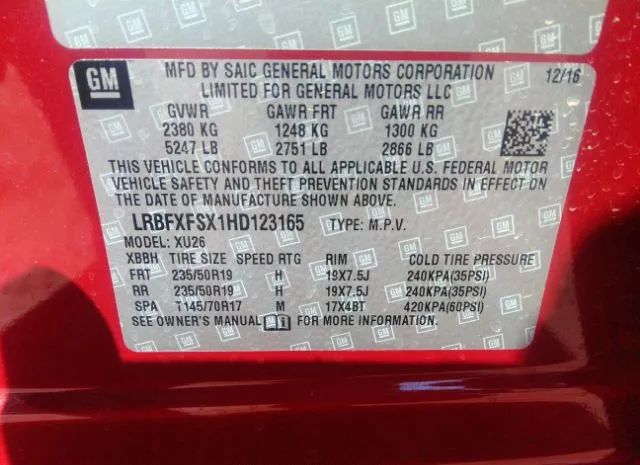 GM
MFD BY SAIC GENERAL MOTORS CORPORATION 12/16
LIMITED FOR GENERAL MOTORS LLC
GVWR GAWR FRT GAWR RR
2380 KG 1248 KG 1300 KG
5247 LB 2751 LB 2866 LB
THIS VEHICLE CONFORMS TO ALL APPLICABLE U.S. FEDERAL MOTOR
VEHICLE SAFETY AND THEFT PREVENTION STANDARDS IN EFFECT ON
THE DATE OF MANUFACTURE SHOWN ABOVE.
LRBFXFSX1HD123165 TYPE: M.P.V.
MODEL: XU26
XBBH TIRE SIZE SPEED RTG RIM COLD TIRE PRESSURE
FRT 235/50R19 H 19X7.5J 240KPA(35PSI)
RR 235/50R19 H 19X7.5J 240KPA(35PSI)
SPA T145/70R17 M 17X4BT 420KPA(60PSI)
SEE OWNER'S MANUAL FOR MORE INFORMATION.